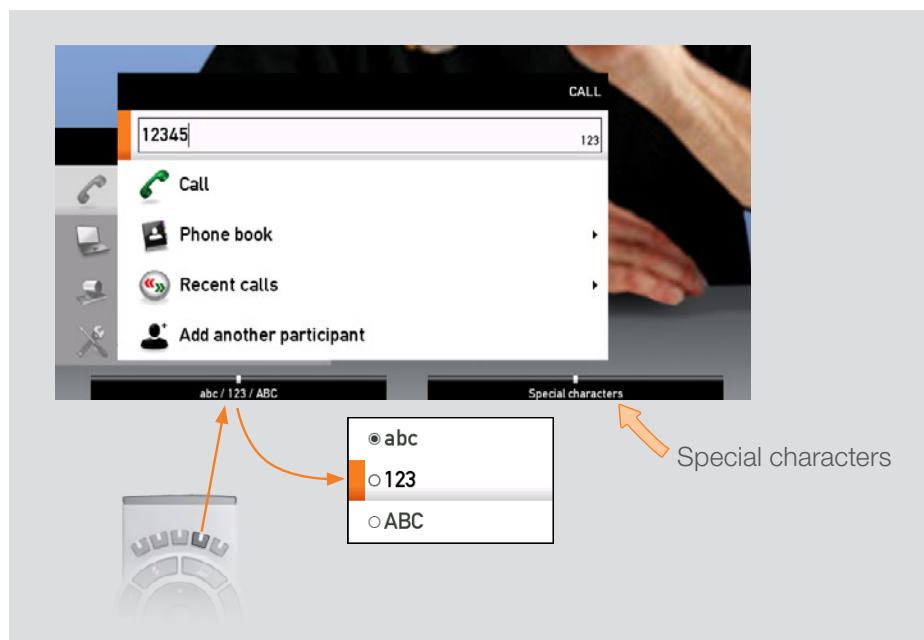 CALL
12345
123
Call
Phone book
Recent calls
Add another participant
abc / 123 / ABC
Special characters
abc
123
ABC
Special characters